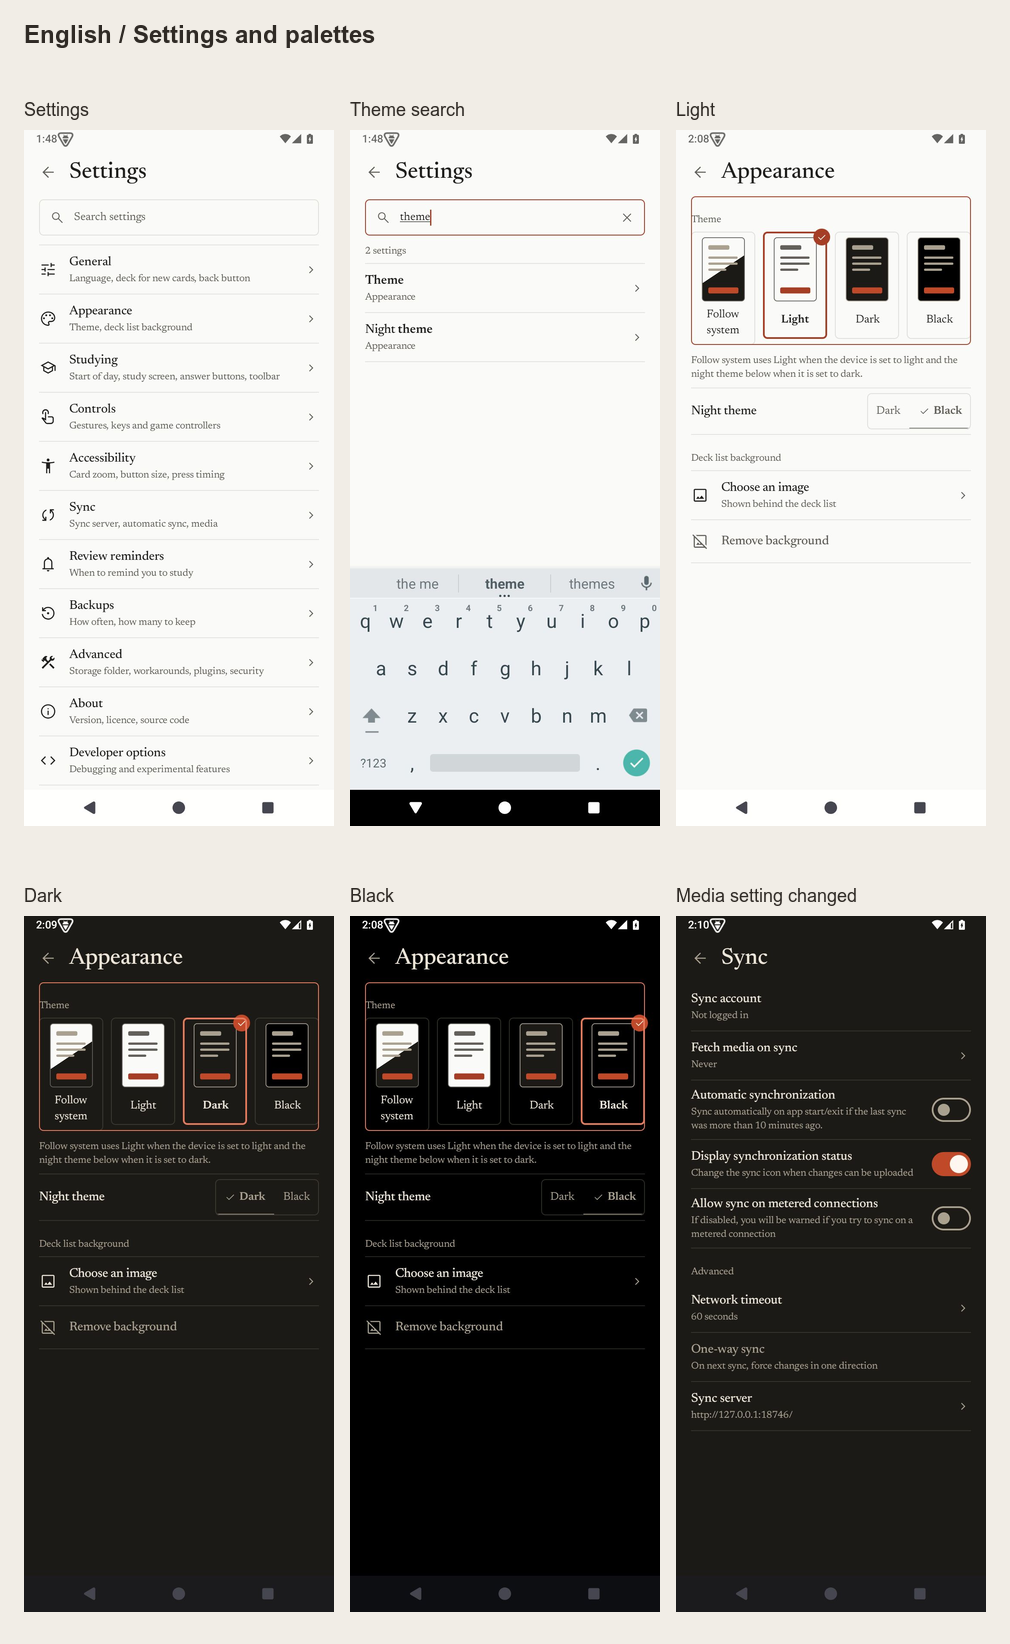 English / Settings and palettes
Settings
1:48
Settings
Search settings
General
Language, deck for new cards, back button
Appearance
Theme, deck list background
Studying
Start of day, study screen, answer buttons, toolbar
Controls
Gestures, keys and game controllers
Accessibility
Card zoom, button size, press timing
Sync
Sync server, automatic sync, media
Review reminders
When to remind you to study
Backups
How often, how many to keep
Advanced
Storage folder, workarounds, plugins, security
About
Version, licence, source code
Developer options
Debugging and experimental features
Theme search
1:48
Settings
theme
2 settings
Theme
Appearance
Night theme
Appearance
the me theme themes
1 2 3 4 5 6 7 8 9 0
q w e r t y u i o p
a s d f g h j k l
z x c v b n m
?123 , .
Light
2:08
Appearance
Theme
Follow system
Light
Dark
Black
Follow system uses Light when the device is set to light and the
night theme below when it is set to dark.
Night theme
Dark Black
Deck list background
Choose an image
Shown behind the deck list
Remove background
Dark
2:09
Appearance
Theme
Follow system
Light
Dark
Black
Follow system uses Light when the device is set to light and the
night theme below when it is set to dark.
Night theme
Dark Black
Deck list background
Choose an image
Shown behind the deck list
Remove background
Black
2:08
Appearance
Theme
Follow system
Light
Dark
Black
Follow system uses Light when the device is set to light and the
night theme below when it is set to dark.
Night theme
Dark Black
Deck list background
Choose an image
Shown behind the deck list
Remove background
Media setting changed
2:10
Sync
Sync account
Not logged in
Fetch media on sync
Never
Automatic synchronization
Sync automatically on app start/exit if the last sync
was more than 10 minutes ago.
Display synchronization status
Change the sync icon when changes can be uploaded
Allow sync on metered connections
If disabled, you will be warned if you try to sync on a
metered connection
Advanced
Network timeout
60 seconds
One-way sync
On next sync, force changes in one direction
Sync server
http://127.0.0.1:18746/